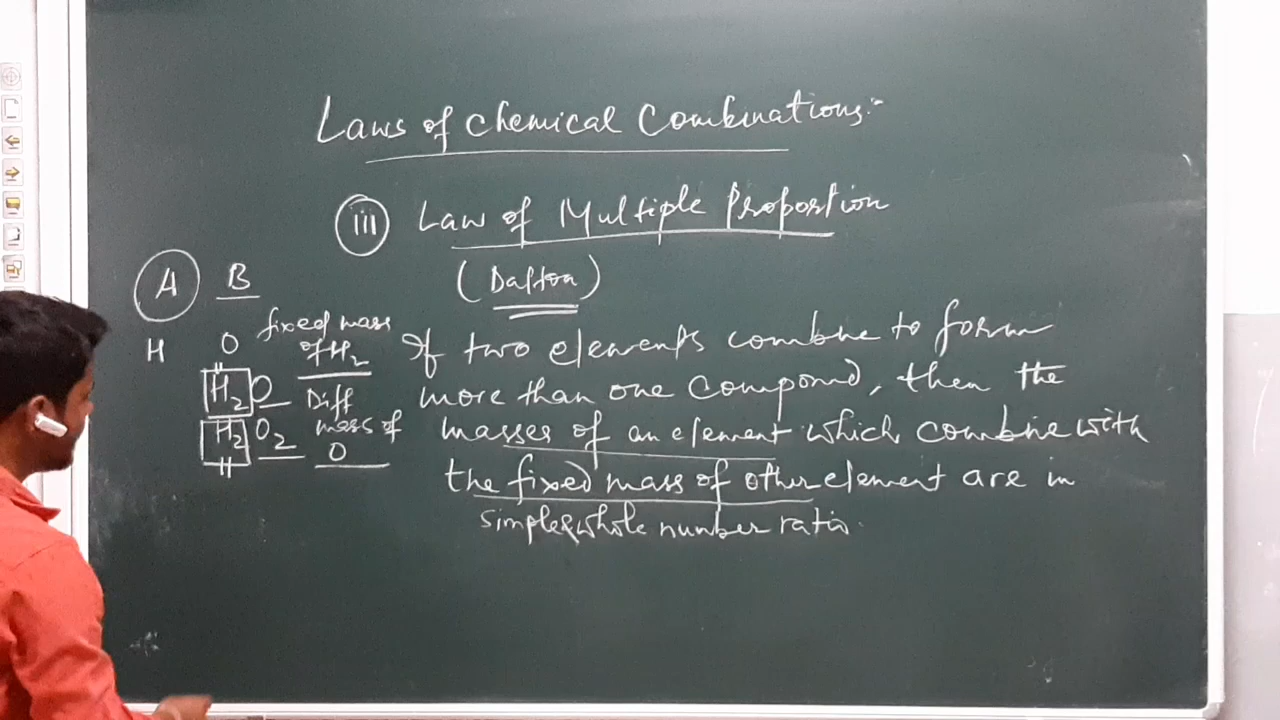 Laws of chemical Combinations:-
iii Law of Multiple Proportion
(Dalton)
A B
H O fixed mass
of H2
H2O Diff
H2O2 mass of
O
If two elements combine to form
more than one compound, then the
masses of an element which combine with
the fixed mass of other element are in
simple & whole number ratio.